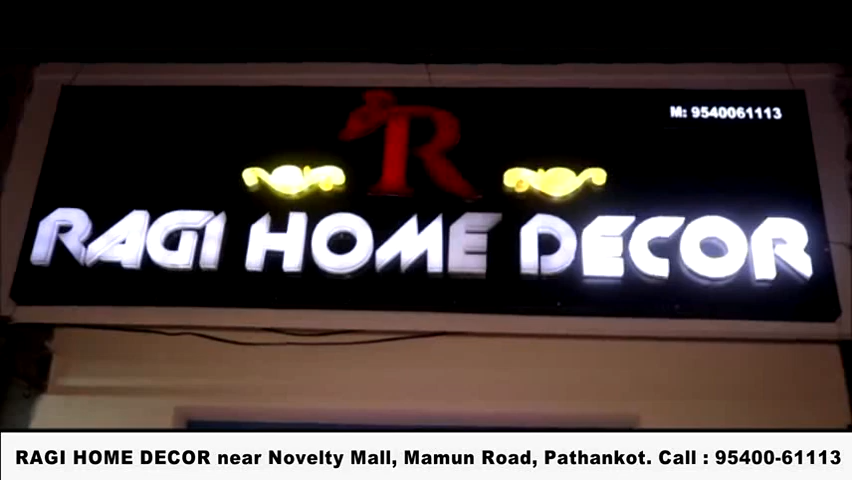 R
M: 9540061113
RAGI HOME DECOR
RAGI HOME DECOR near Novelty Mall, Mamun Road, Pathankot. Call : 95400-61113